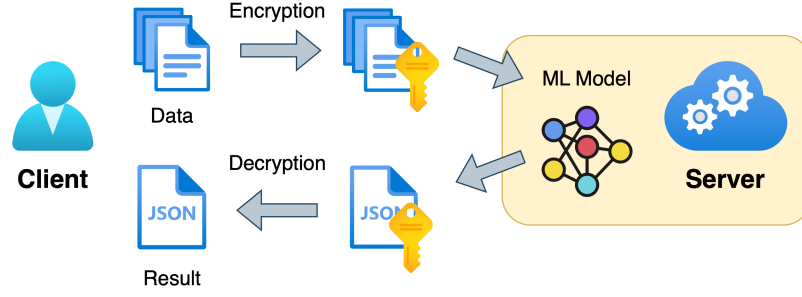 Encryption
Data
ML Model
Client
Decryption
Server
JSON
JSON
Result